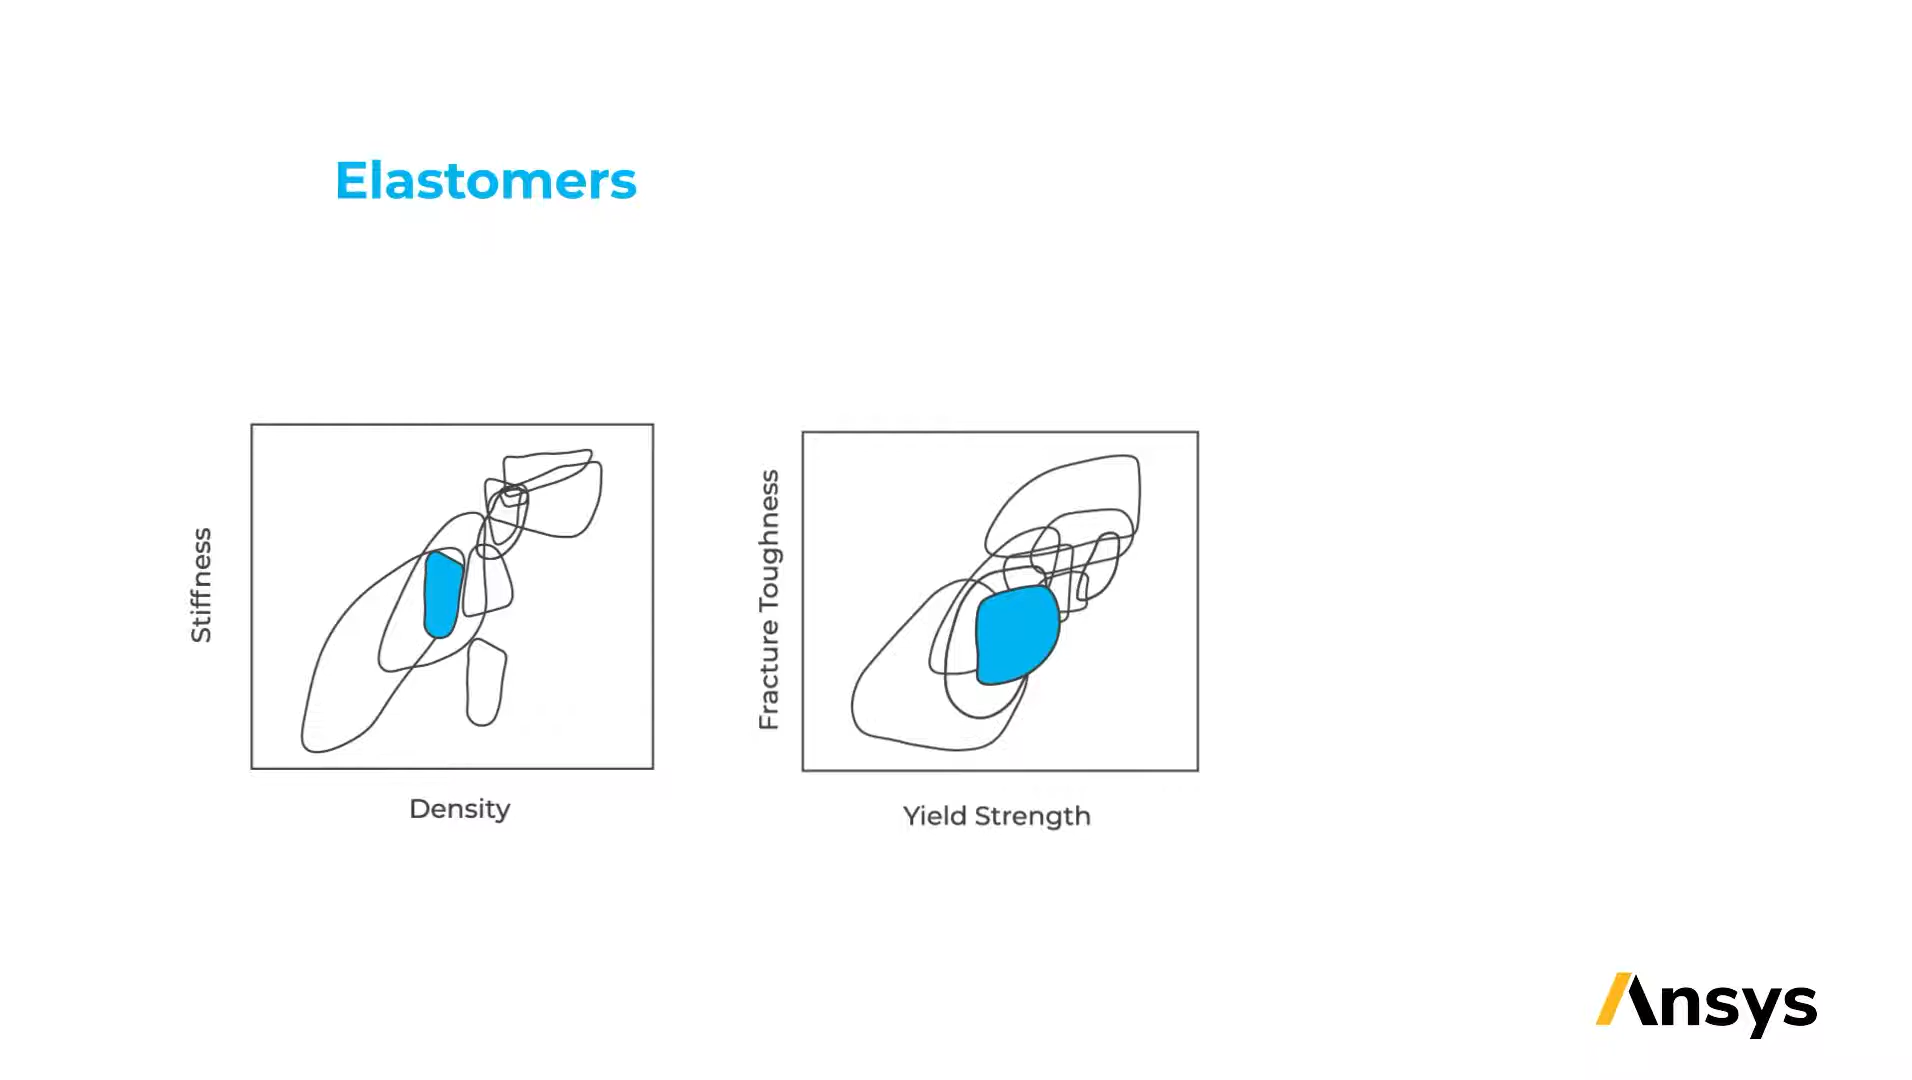 Elastomers
Stiffness
Density
Fracture Toughness
Yield Strength
Ansys